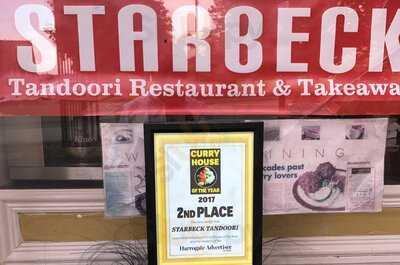 STARBECK
Tandoori Restaurant & Takeawa
CURRY
HOUSE
OF THE YEAR
2017
2ND PLACE
STARBECK TANDOORI
Harrogate Advertiser
W
NING
cades past
ry lovers